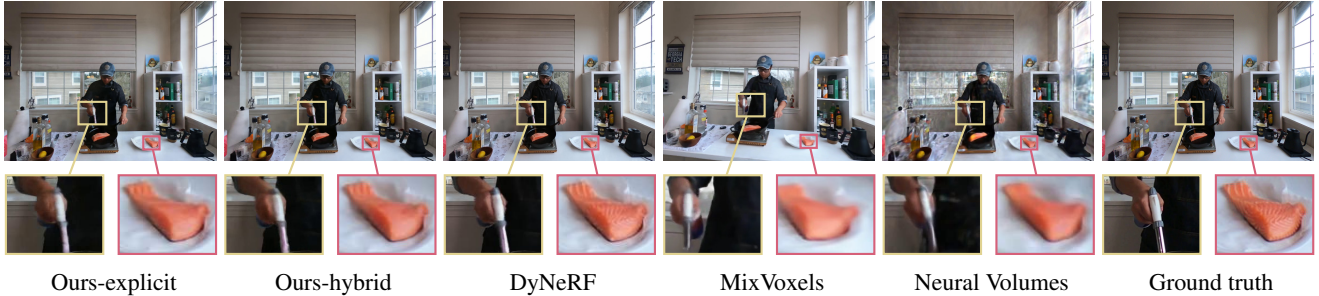 Ours-explicit
Ours-hybrid
DyNeRF
MixVoxels
Neural Volumes
Ground truth